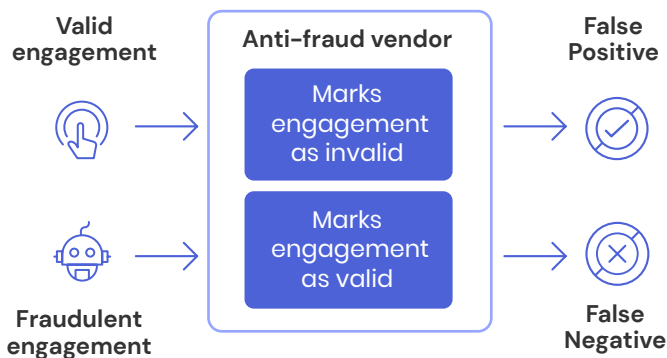 Valid
engagement
Anti-fraud vendor
False
Positive
Marks
engagement
as invalid
Marks
engagement
as valid
Fraudulent
engagement
False
Negative